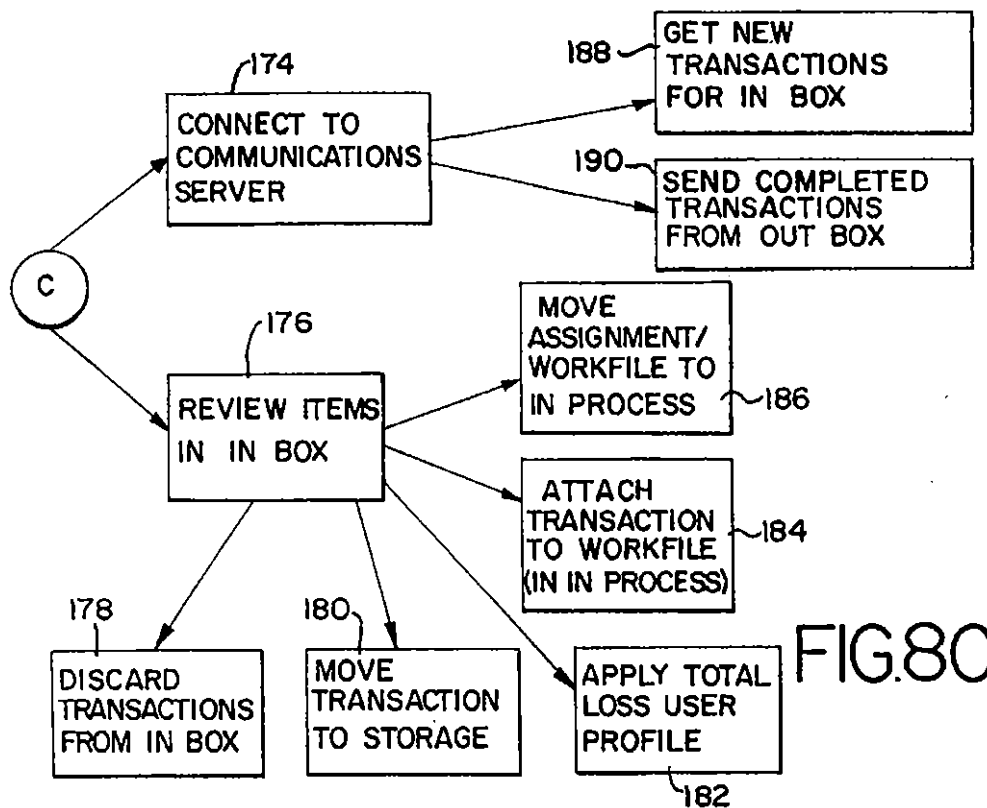 174
CONNECT TO
COMMUNICATIONS
SERVER
188
GET NEW
TRANSACTIONS
FOR IN BOX
190
SEND COMPLETED
TRANSACTIONS
FROM OUT BOX
C
176
REVIEW ITEMS
IN IN BOX
MOVE
ASSIGNMENT/
WORKFILE TO
IN PROCESS
186
ATTACH
TRANSACTION
TO WORKFILE
(IN IN PROCESS)
184
178
DISCARD
TRANSACTIONS
FROM IN BOX
180
MOVE
TRANSACTION
TO STORAGE
APPLY TOTAL
LOSS USER
PROFILE
182
FIG.8C